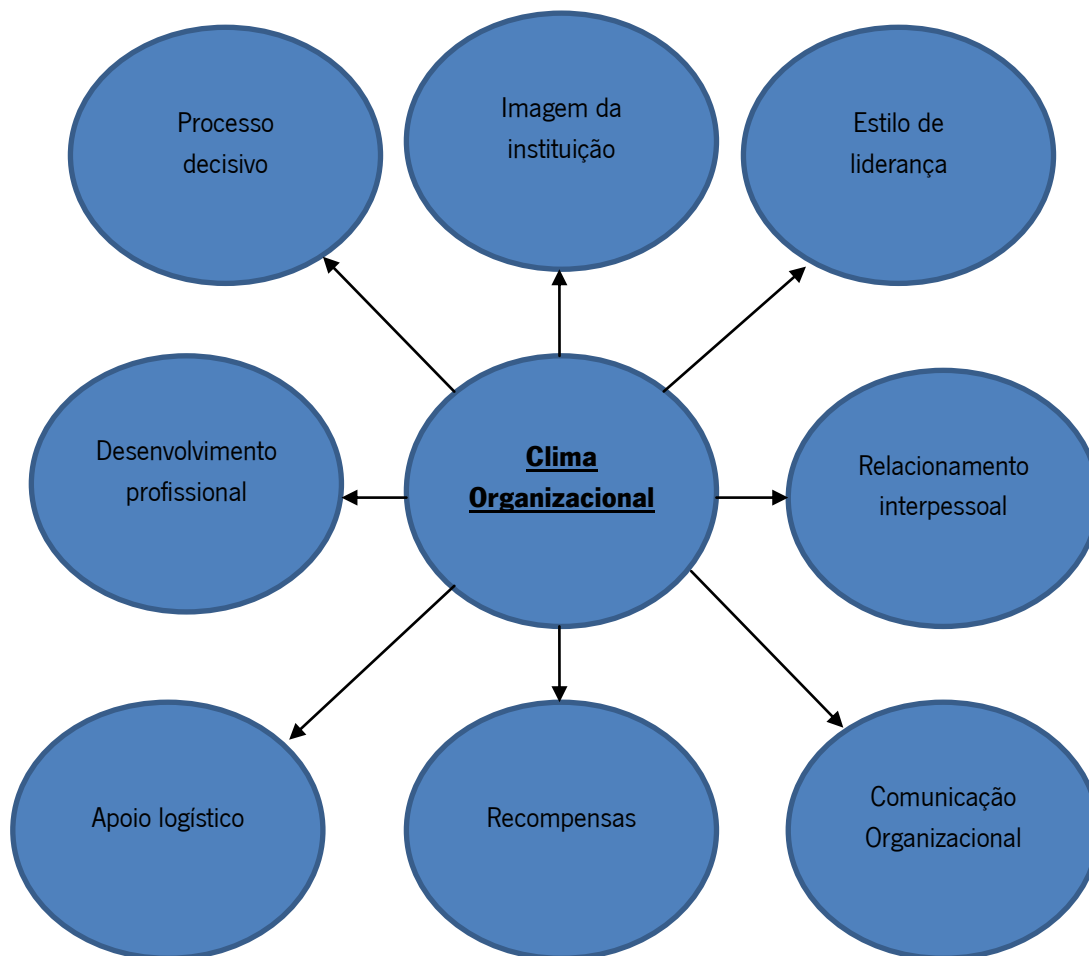 Processo
decisivo
Imagem da
instituição
Estilo de
liderança
Desenvolvimento
profissional
Clima
Organizacional
Relacionamento
interpessoal
Apoio logístico
Recompensas
Comunicação
Organizacional